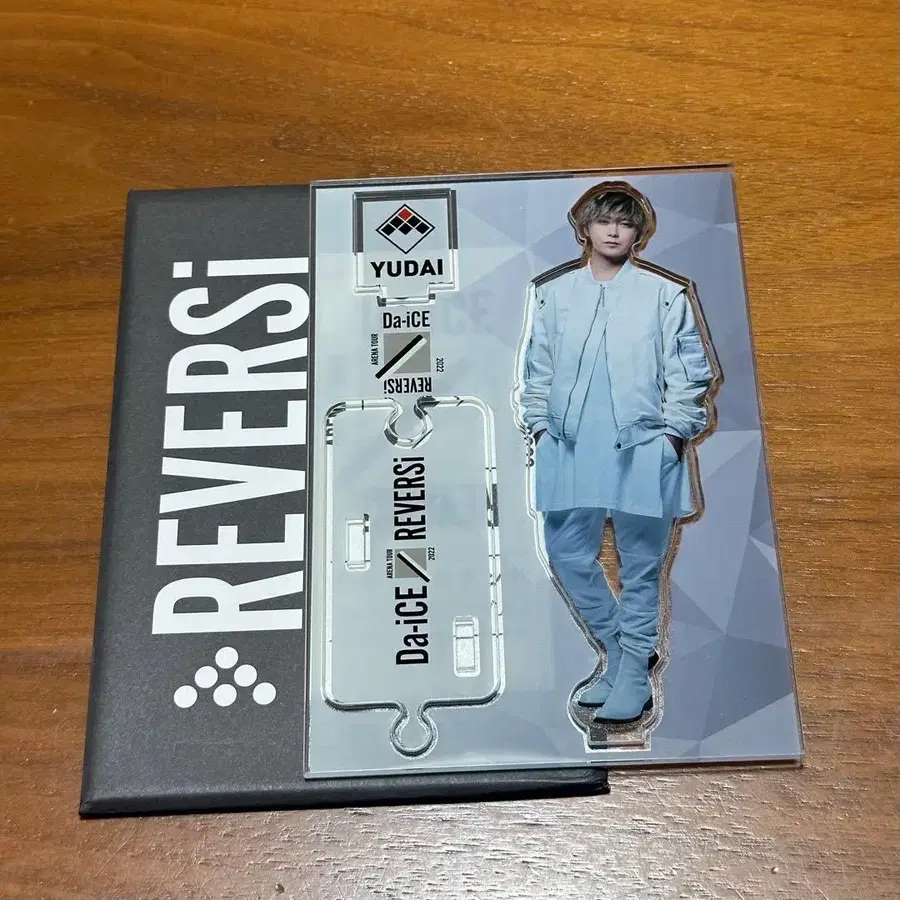 REVERSi
YUDAI
Da-iCE
ARENA TOUR
2022
REVERSi
Da-iCE
ARENA TOUR
2022
REVERSi